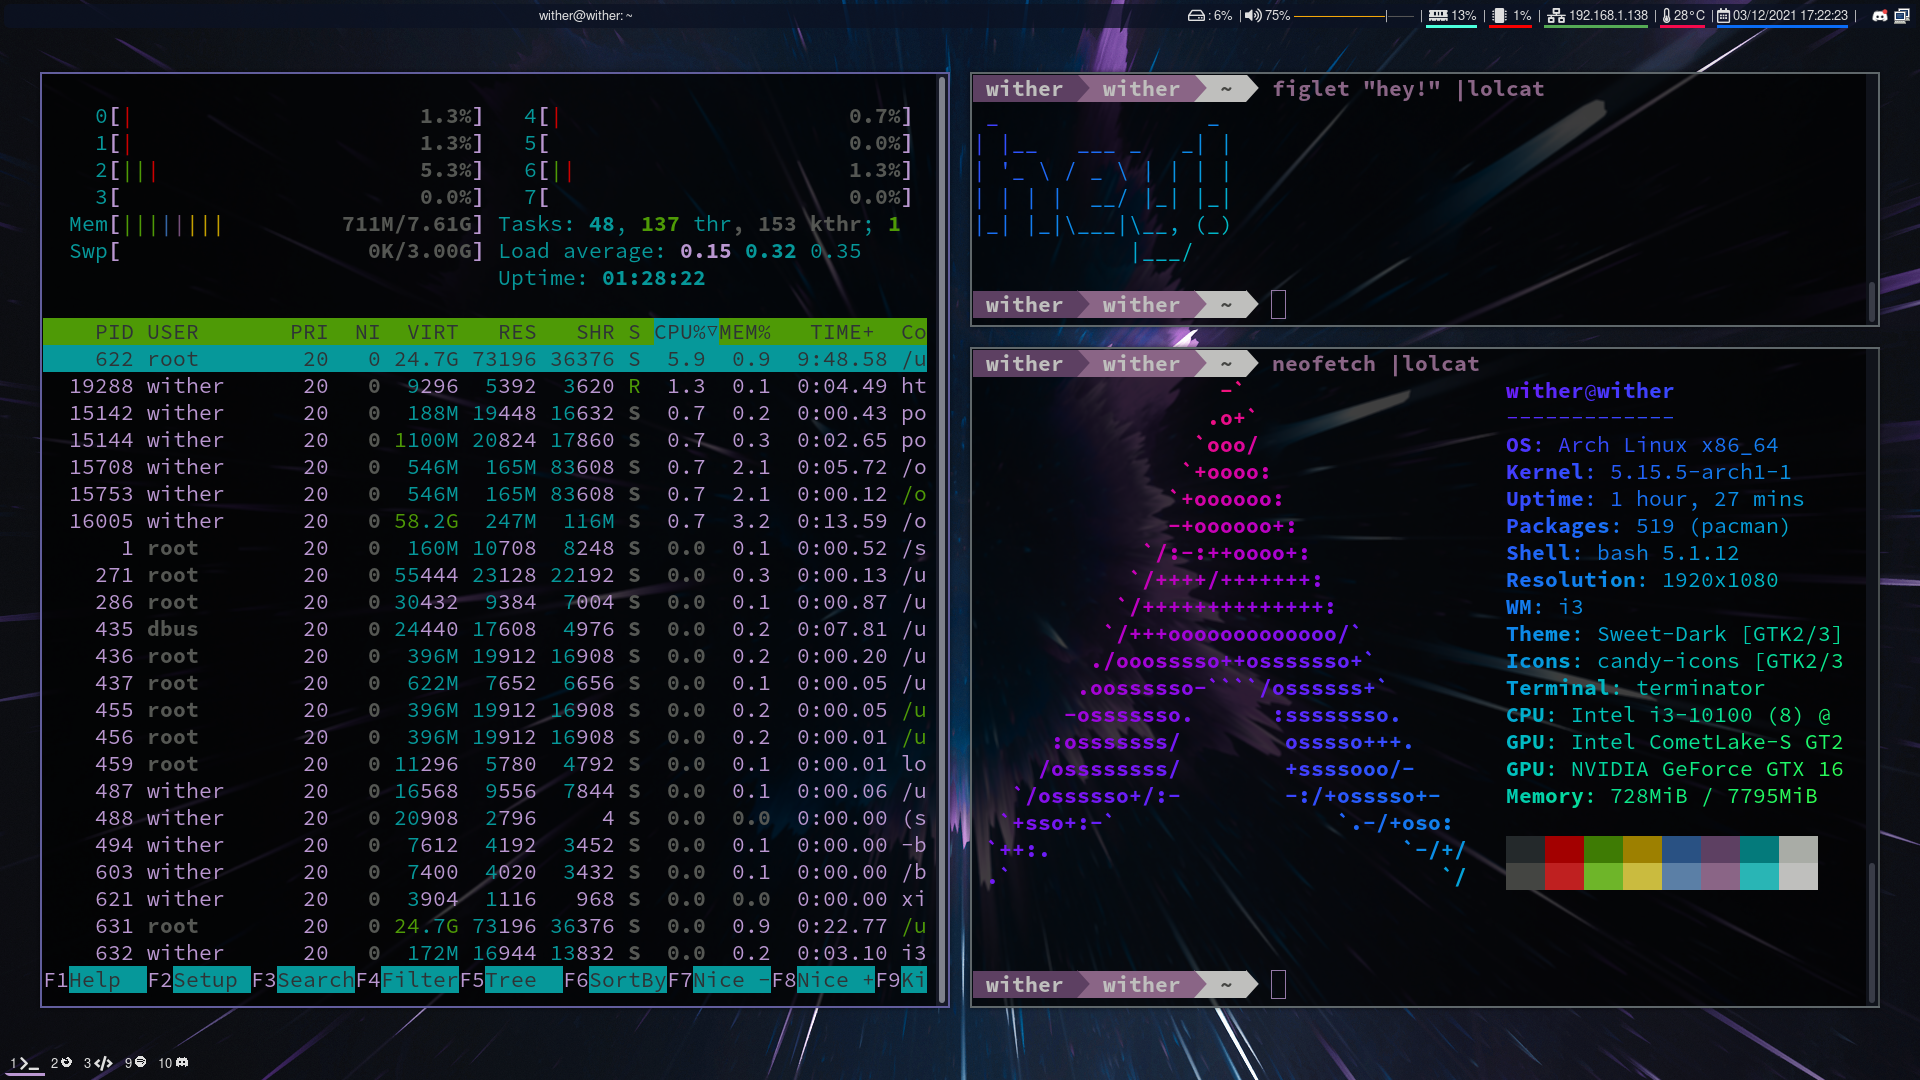 wither@wither: ~
: 6% | 75% | 13% | 1% | 192.168.1.138 | 28°C | 03/12/2021 17:22:23 |
0[| 1.3%] 4[| 0.7%]
1[| 1.3%] 5[ 0.0%]
2[||| 5.3%] 6[|| 1.3%]
3[ 0.0%] 7[ 0.0%]
Mem[|||||||| 711M/7.61G] Tasks: 48, 137 thr, 153 kthr; 1
Swp[ 0K/3.00G] Load average: 0.15 0.32 0.35
Uptime: 01:28:22
PID USER PRI NI VIRT RES SHR S CPU%▽MEM% TIME+ Co
622 root 20 0 24.7G 73196 36376 S 5.9 0.9 9:48.58 /u
19288 wither 20 0 9296 5392 3620 R 1.3 0.1 0:04.49 ht
15142 wither 20 0 188M 19448 16632 S 0.7 0.2 0:00.43 po
15144 wither 20 0 1100M 20824 17860 S 0.7 0.3 0:02.65 po
15708 wither 20 0 546M 165M 83608 S 0.7 2.1 0:05.72 /o
15753 wither 20 0 546M 165M 83608 S 0.7 2.1 0:00.12 /o
16005 wither 20 0 58.2G 247M 116M S 0.7 3.2 0:13.59 /o
1 root 20 0 160M 10708 8248 S 0.0 0.1 0:00.52 /s
271 root 20 0 55444 23128 22192 S 0.0 0.3 0:00.13 /u
286 root 20 0 30432 9384 7004 S 0.0 0.1 0:00.87 /u
435 dbus 20 0 24440 17608 4976 S 0.0 0.2 0:07.81 /u
436 root 20 0 396M 19912 16908 S 0.0 0.2 0:00.20 /u
437 root 20 0 622M 7652 6656 S 0.0 0.1 0:00.05 /u
455 root 20 0 396M 19912 16908 S 0.0 0.2 0:00.05 /u
456 root 20 0 396M 19912 16908 S 0.0 0.2 0:00.01 /u
459 root 20 0 11296 5780 4792 S 0.0 0.1 0:00.01 lo
487 wither 20 0 16568 9556 7844 S 0.0 0.1 0:00.06 /u
488 wither 20 0 20908 2796 4 S 0.0 0.0 0:00.00 (s
494 wither 20 0 7612 4192 3452 S 0.0 0.1 0:00.00 -b
603 wither 20 0 7400 4020 3432 S 0.0 0.1 0:00.00 /b
621 wither 20 0 3904 1116 968 S 0.0 0.0 0:00.00 xi
631 root 20 0 24.7G 73196 36376 S 0.0 0.9 0:22.77 /u
632 wither 20 0 172M 16944 13832 S 0.0 0.2 0:03.10 i3
F1Help F2Setup F3SearchF4FilterF5Tree F6SortByF7Nice -F8Nice +F9Ki
wither wither ~ figlet "hey!" |lolcat
 _                _
| |__   ___ _   _| |
| '_ \ / _ \ | | | |
| | | |  __/ |_| |_|
|_| |_|\___|\__, (_)
            |___/
wither wither ~
wither wither ~ neofetch |lolcat
-`
.o+`
`ooo/
`+oooo:
`+oooooo:
-+oooooo+:
`/:-:++oooo+:
`/++++/+++++++:
`/++++++++++++++:
`/+++ooooooooooooo/`
./ooosssso++osssssso+`
.oossssso-````/ossssss+`
-osssssso. :ssssssso.
:osssssss/ osssso+++.
/ossssssss/ +ssssooo/-
`/ossssso+/:- -:/+osssso+-
`+sso+:-` `.-/+oso:
`++:. `-/+/
.` `/
wither@wither
-------------
OS: Arch Linux x86_64
Kernel: 5.15.5-arch1-1
Uptime: 1 hour, 27 mins
Packages: 519 (pacman)
Shell: bash 5.1.12
Resolution: 1920x1080
WM: i3
Theme: Sweet-Dark [GTK2/3]
Icons: candy-icons [GTK2/3
Terminal: terminator
CPU: Intel i3-10100 (8) @
GPU: Intel CometLake-S GT2
GPU: NVIDIA GeForce GTX 16
Memory: 728MiB / 7795MiB
wither wither ~
1 2 3 9 10